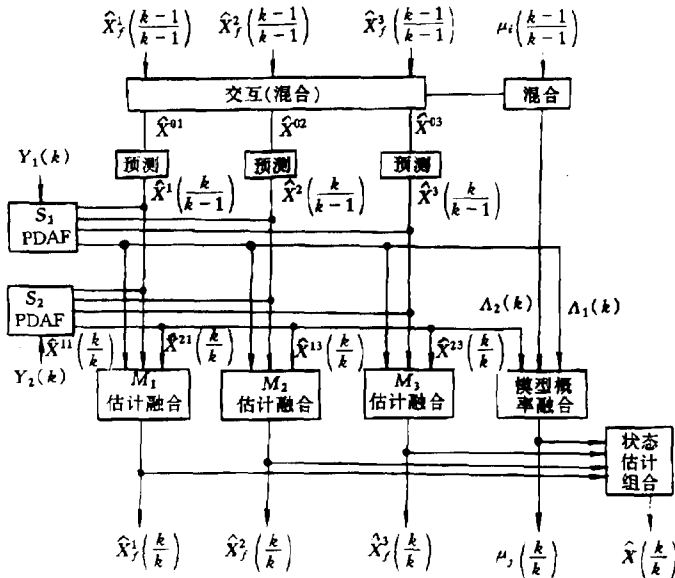 X̂_f^1(k-1/k-1) X̂_f^2(k-1/k-1) X̂_f^3(k-1/k-1) μ_i(k-1/k-1)
交互(混合) 混合
X̂^01 X̂^02 X̂^03
Y_1(k) 预测 预测 预测
X̂^1(k/k-1) X̂^2(k/k-1) X̂^3(k/k-1)
S_1
PDAF
Λ_2(k) Λ_1(k)
S_2
PDAF
X̂^11(k/k) X̂^21(k/k) X̂^13(k/k) X̂^23(k/k)
Y_2(k)
M_1
估计融合
M_2
估计融合
M_3
估计融合
模型概
率融合
状态
估计
组合
X̂_f^1(k/k) X̂_f^2(k/k) X̂_f^3(k/k) μ_j(k/k) X̂(k/k)